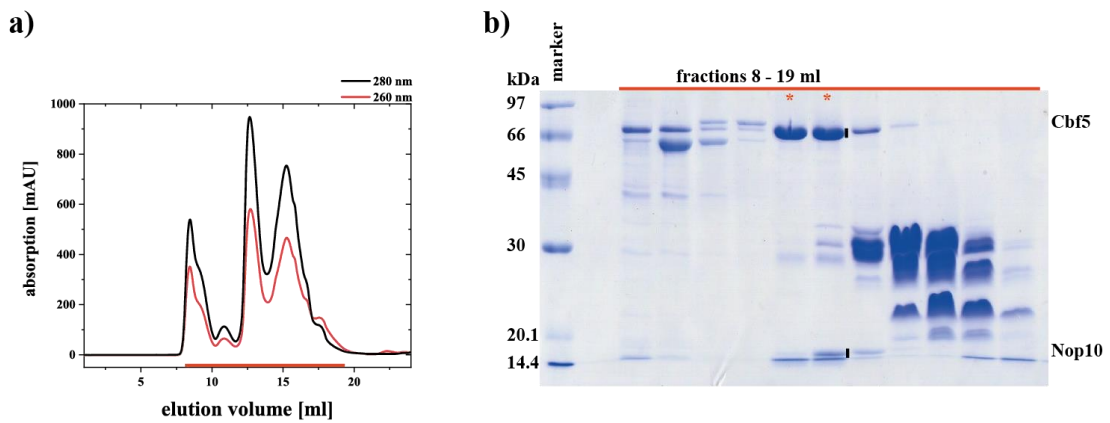 a)
280 nm
260 nm
1000
800
600
400
200
0
absorption [mAU]
5 10 15 20
elution volume [ml]
b)
marker
kDa
fractions 8 - 19 ml
97
* *
Cbf5
66
45
30
20.1
Nop10
14.4